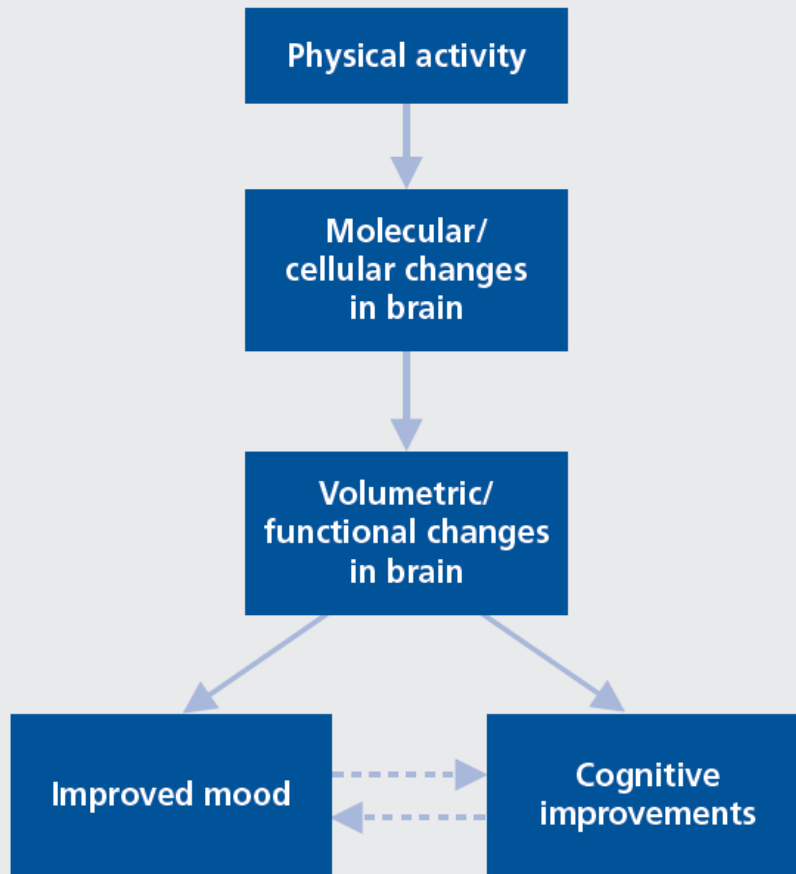 Physical activity
Molecular/
cellular changes
in brain
Volumetric/
functional changes
in brain
Improved mood
Cognitive
improvements